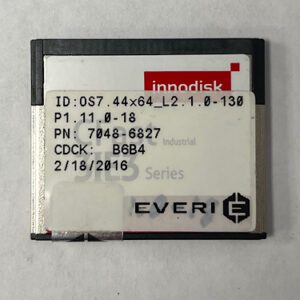 innodisk
ID:OS7.44x64_L2.1.0-130
P1.11.0-18
PN: 7048-6827
Industrial
CDCK: B6B4
2/18/2016
Series
EVERI